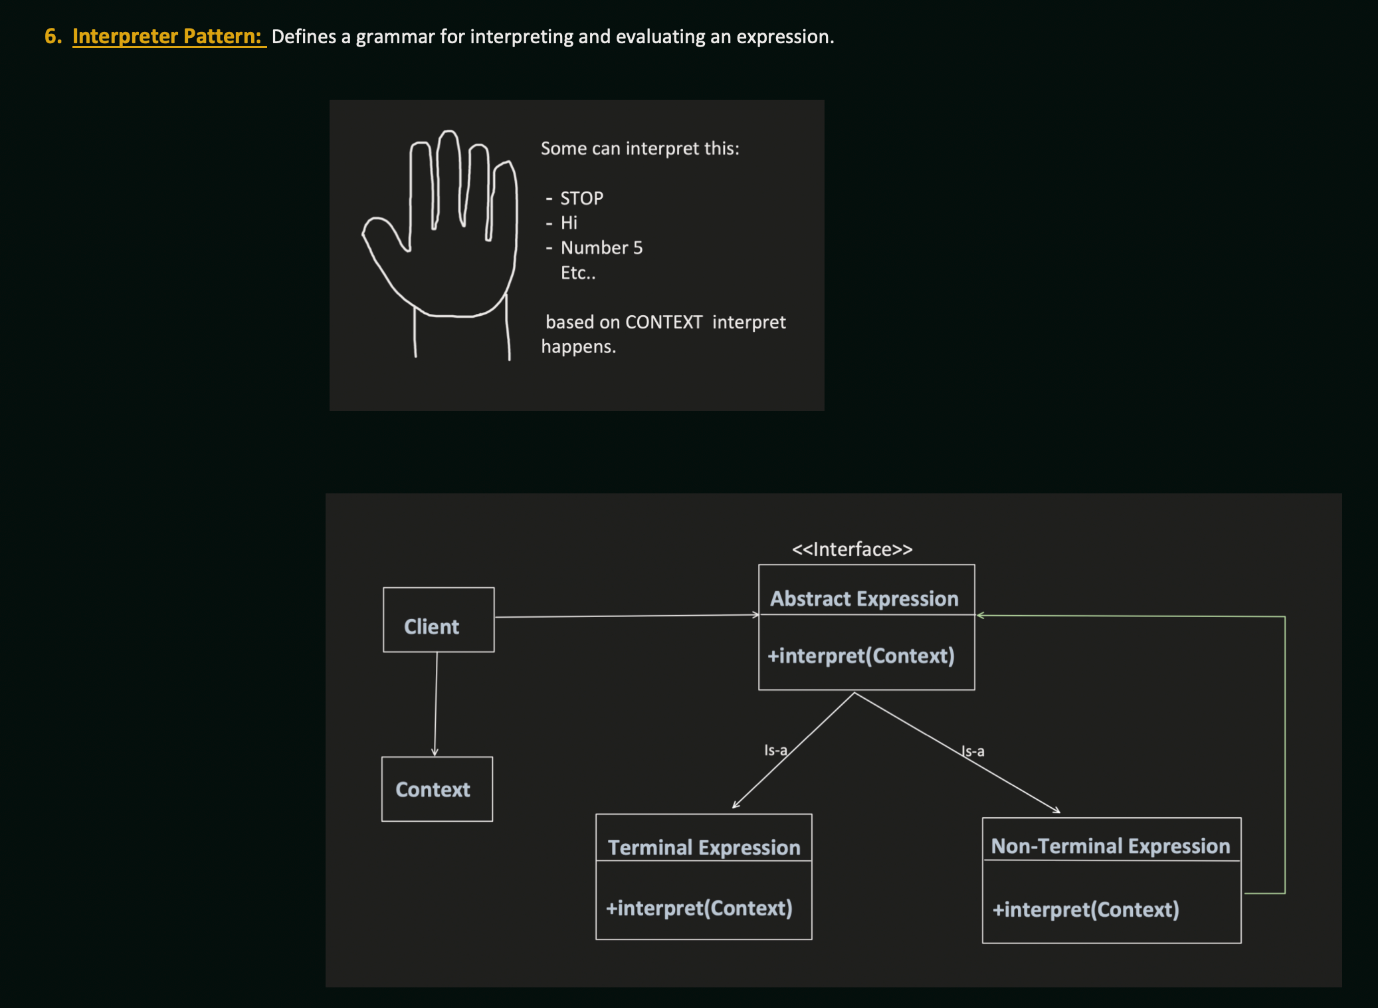 6. Interpreter Pattern: Defines a grammar for interpreting and evaluating an expression.
Some can interpret this:
- STOP
- Hi
- Number 5
Etc..
based on CONTEXT interpret
happens.
<<Interface>>
Abstract Expression
+interpret(Context)
Client
Context
Is-a
Is-a
Terminal Expression
+interpret(Context)
Non-Terminal Expression
+interpret(Context)